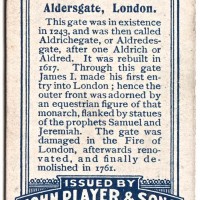 Aldersgate, London.
This gate was in existence
in 1243, and was then called
Aldrichegate, or Aldredes-
gate, after one Aldrich or
Aldred. It was rebuilt in
1617. Through this gate
James I. made his first en-
try into London; hence the
outer front was adorned by
an equestrian figure of that
monarch, flanked by statues
of the prophets Samuel and
Jeremiah. The gate was
damaged in the Fire of
London, afterwards reno-
vated, and finally de-
molished in 1761.
ISSUED BY
JOHN PLAYER & SONS